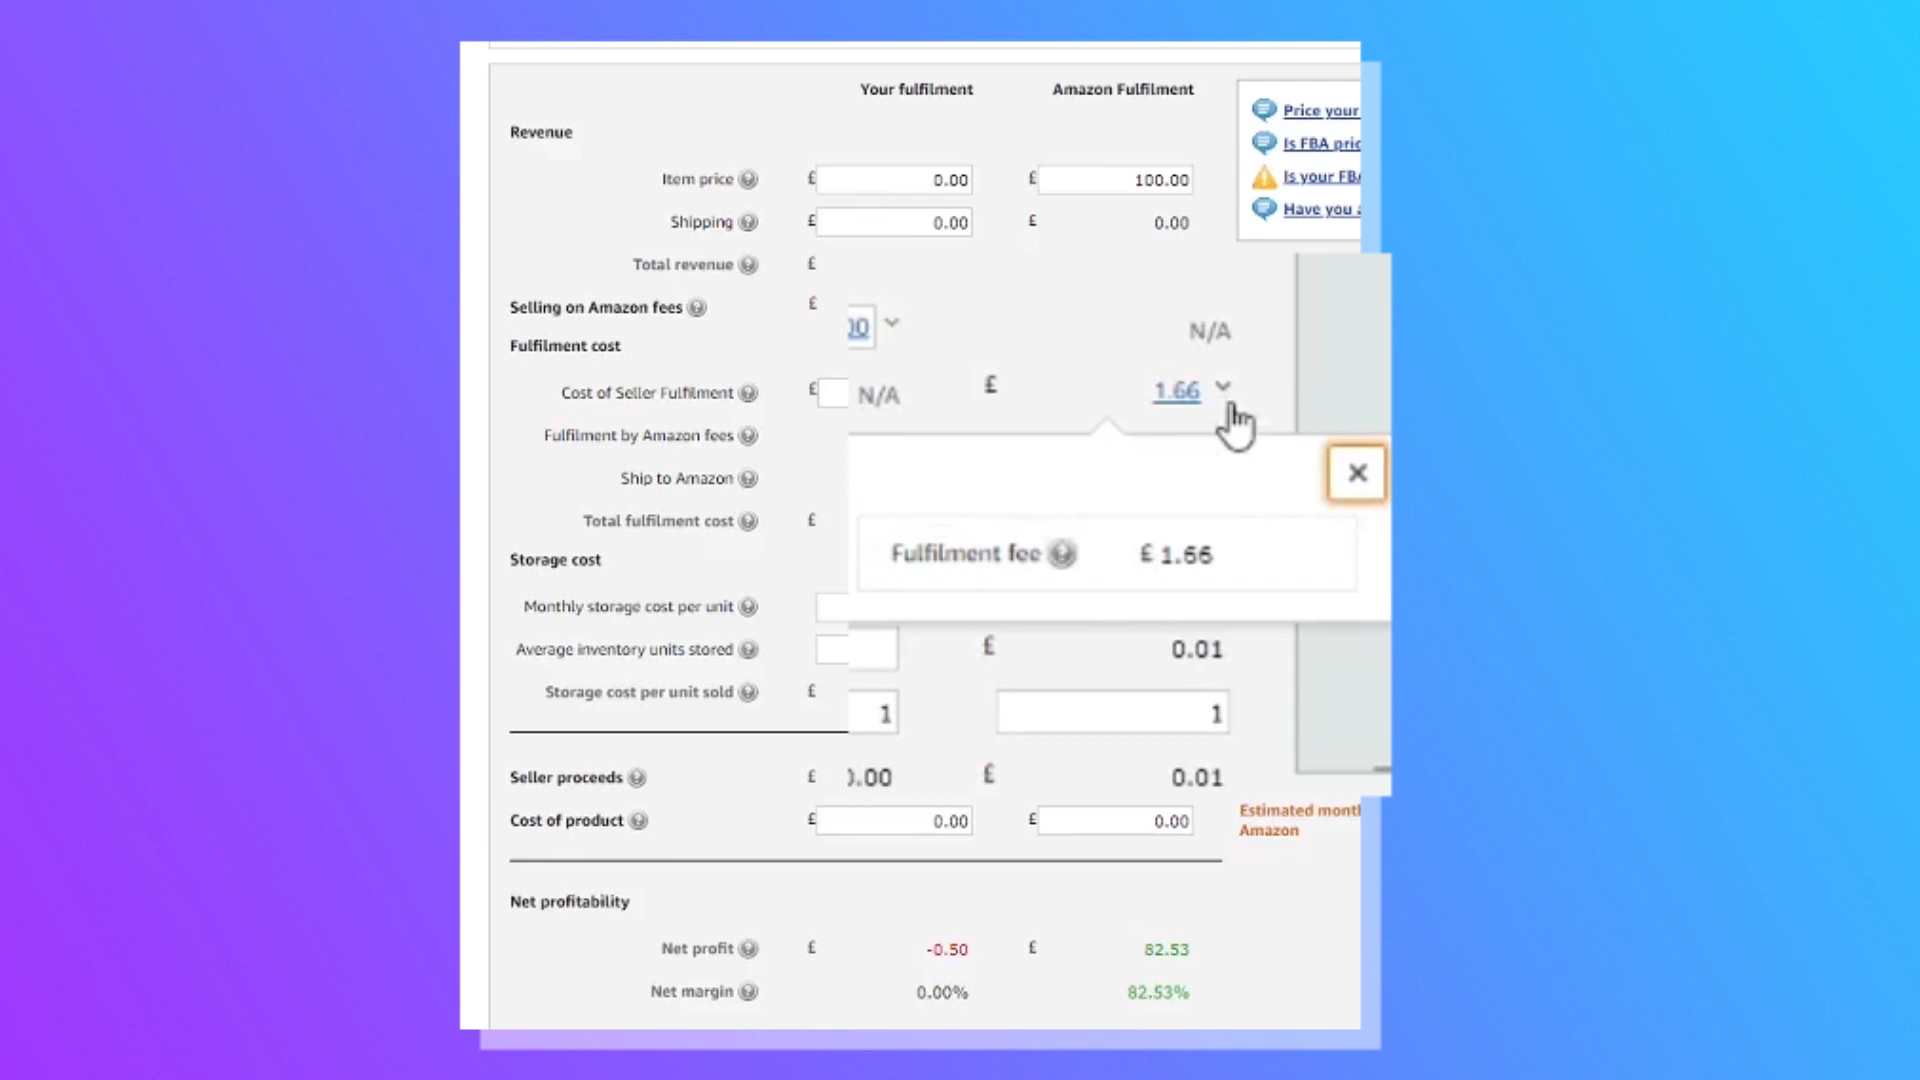 Your fulfilment Amazon Fulfilment
Revenue
Price your
Is FBA pric
Item price £ 0.00 £ 100.00
Is your FBA
Have you a
Shipping £ 0.00 £ 0.00
Total revenue £
Selling on Amazon fees £
00 N/A
Fulfilment cost
Cost of Seller Fulfilment £ N/A £ 1.66
Fulfilment by Amazon fees
Ship to Amazon
Total fulfilment cost £
Fulfilment fee £ 1.66
Storage cost
Monthly storage cost per unit
Average inventory units stored £ 0.01
Storage cost per unit sold £ 1 1
Seller proceeds £ 0.00 £ 0.01
Cost of product £ 0.00 £ 0.00
Estimated mont
Amazon
Net profitability
Net profit £ -0.50 £ 82.53
Net margin 0.00% 82.53%